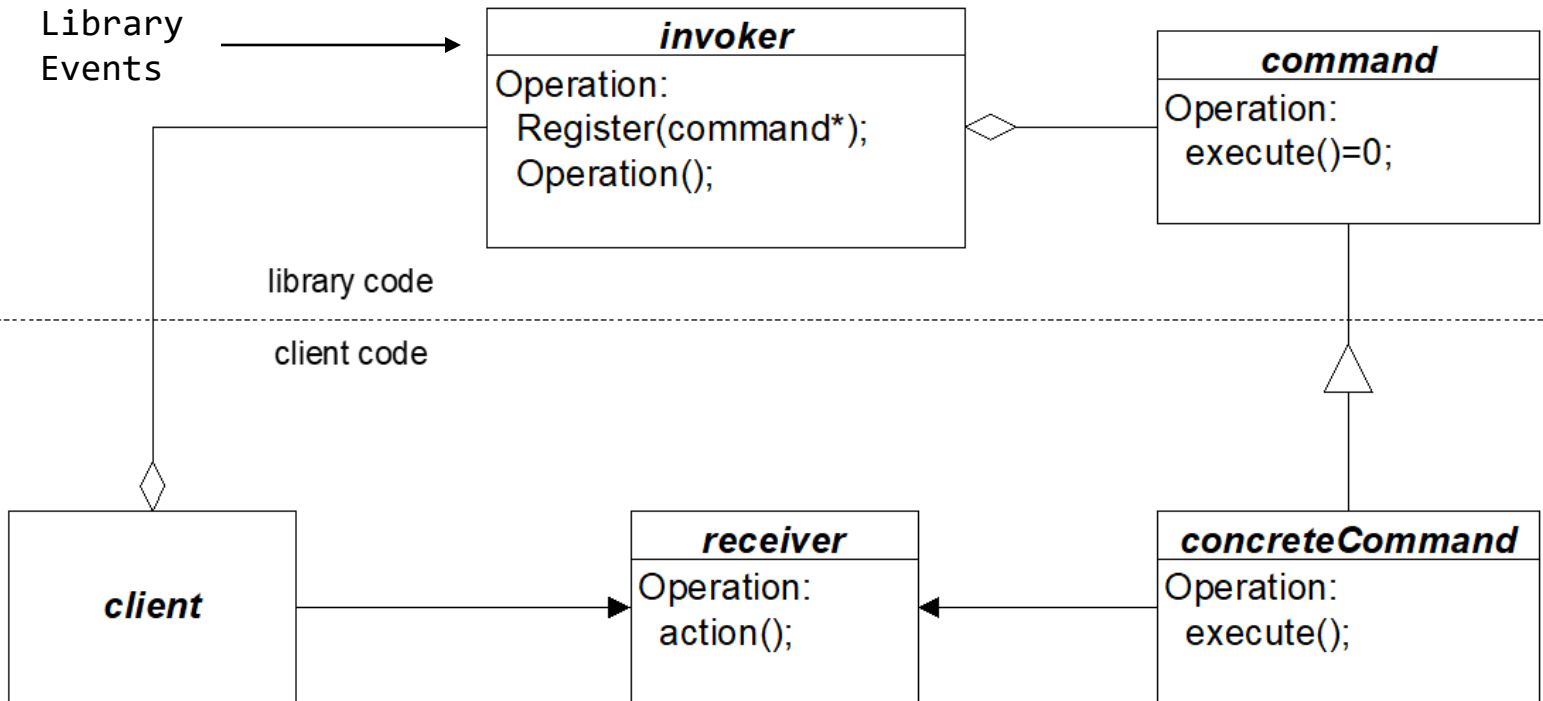 Library
Events
invoker
Operation:
Register(command*);
Operation();
command
Operation:
execute()=0;
library code
client code
client
receiver
Operation:
action();
concreteCommand
Operation:
execute();